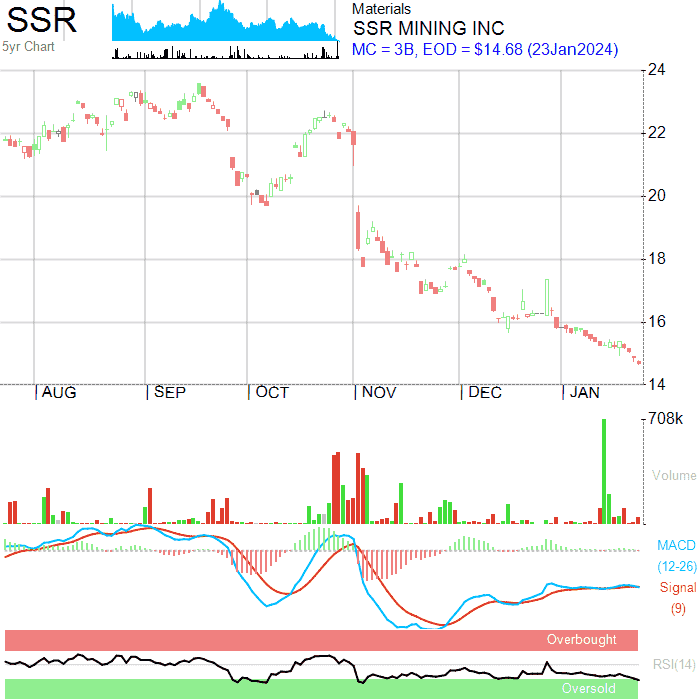 SSR
5yr Chart
Materials
SSR MINING INC
MC = 3B, EOD = $14.68 (23Jan2024)
24
22
20
18
16
14
AUG SEP OCT NOV DEC JAN
708k
Volume
MACD
(12-26)
Signal
(9)
Overbought
RSI(14)
Oversold